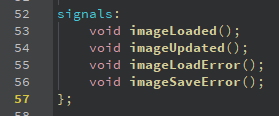 52 signals:
53     void imageLoaded();
54     void imageUpdated();
55     void imageLoadError();
56     void imageSaveError();
57 };